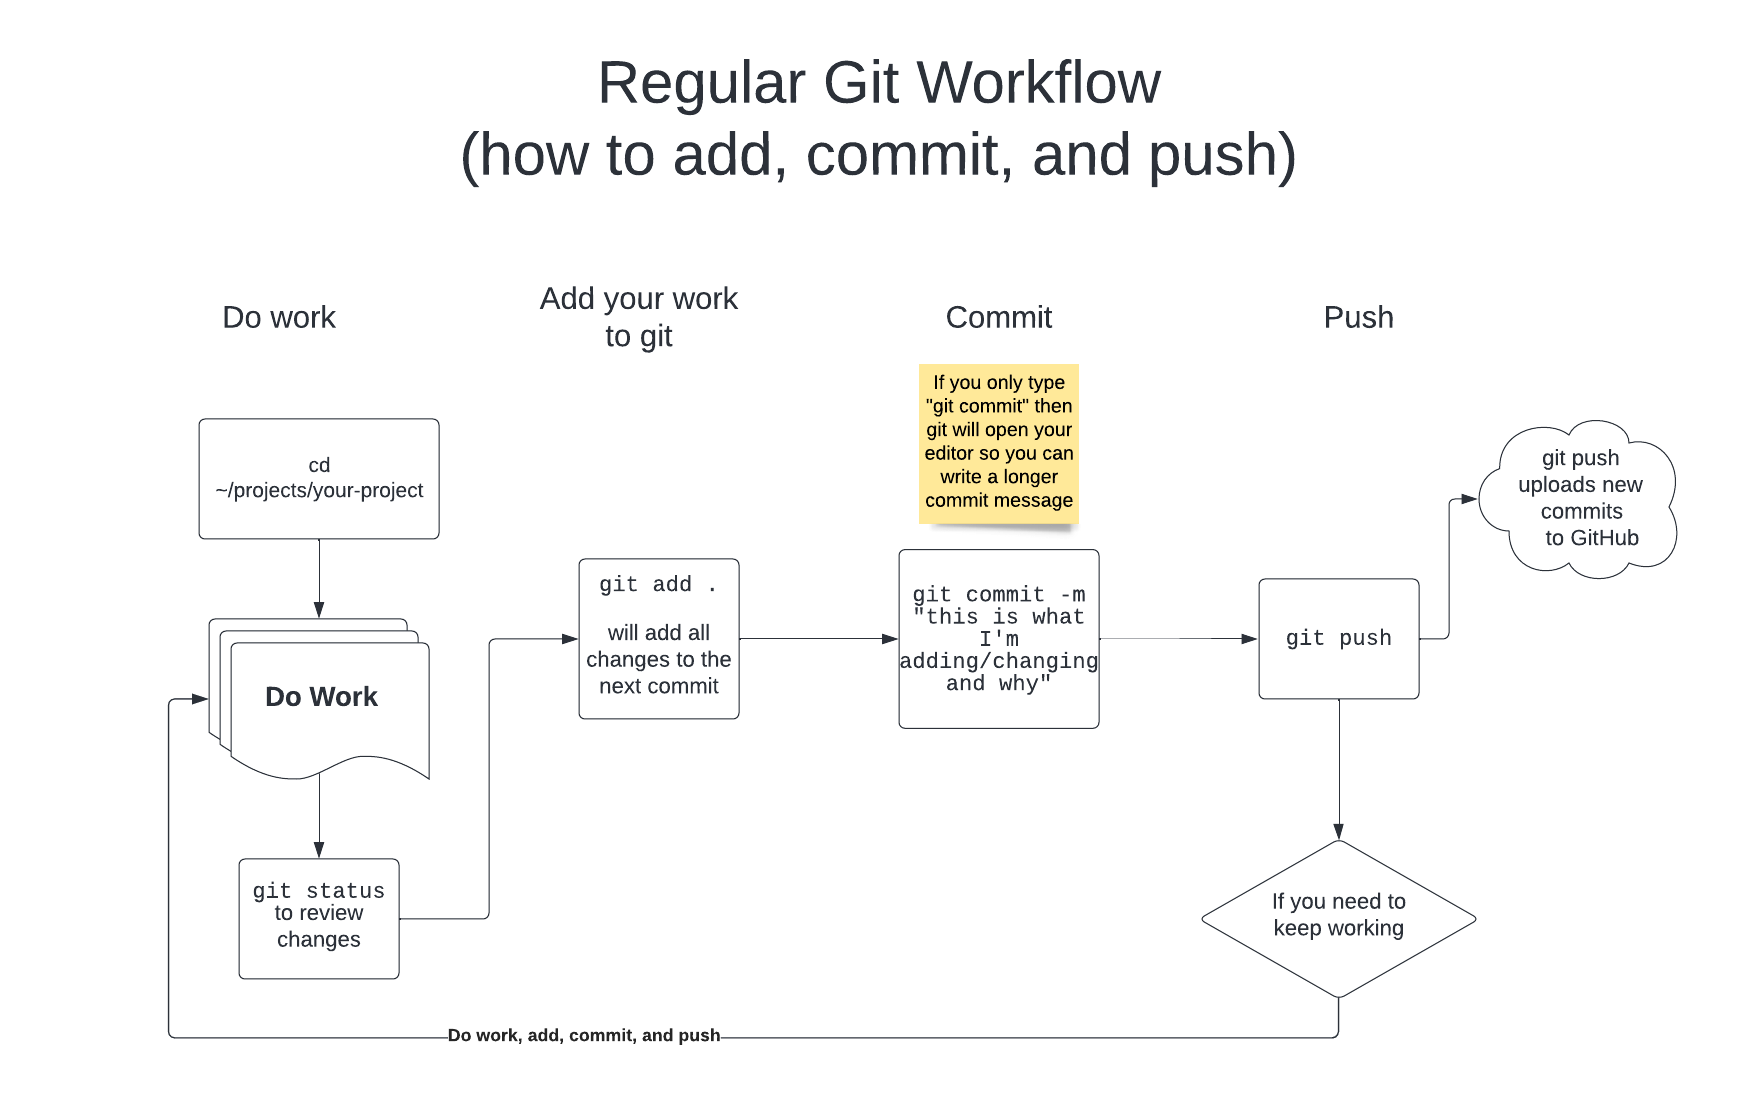 Regular Git Workflow
(how to add, commit, and push)
Do work
Add your work
to git
Commit
Push
If you only type
"git commit" then
git will open your
editor so you can
write a longer
commit message
cd
~/projects/your-project
git push
uploads new
commits
to GitHub
git add .
will add all
changes to the
next commit
git commit -m
"this is what
I'm
adding/changing
and why"
git push
Do Work
git status
to review
changes
If you need to
keep working
Do work, add, commit, and push